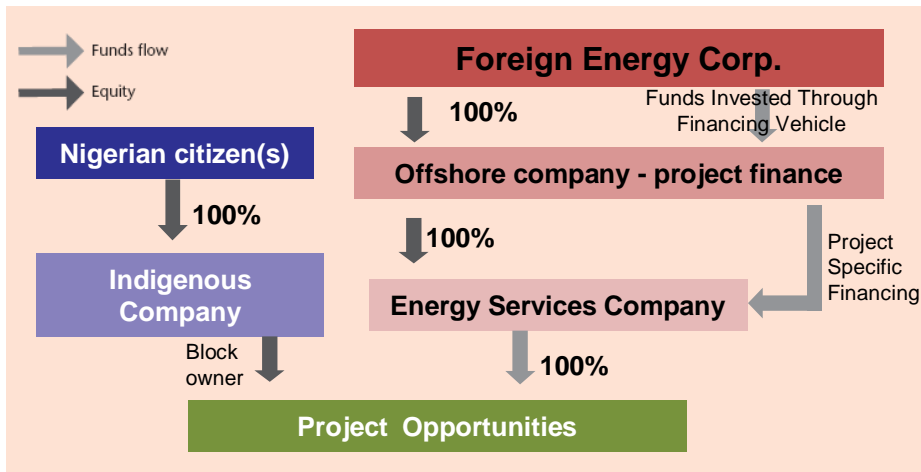 Funds flow
Equity
Foreign Energy Corp.
100%
Funds Invested Through
Financing Vehicle
Nigerian citizen(s)
Offshore company - project finance
100%
100%
Project
Specific
Financing
Indigenous
Company
Energy Services Company
Block
owner
100%
Project Opportunities